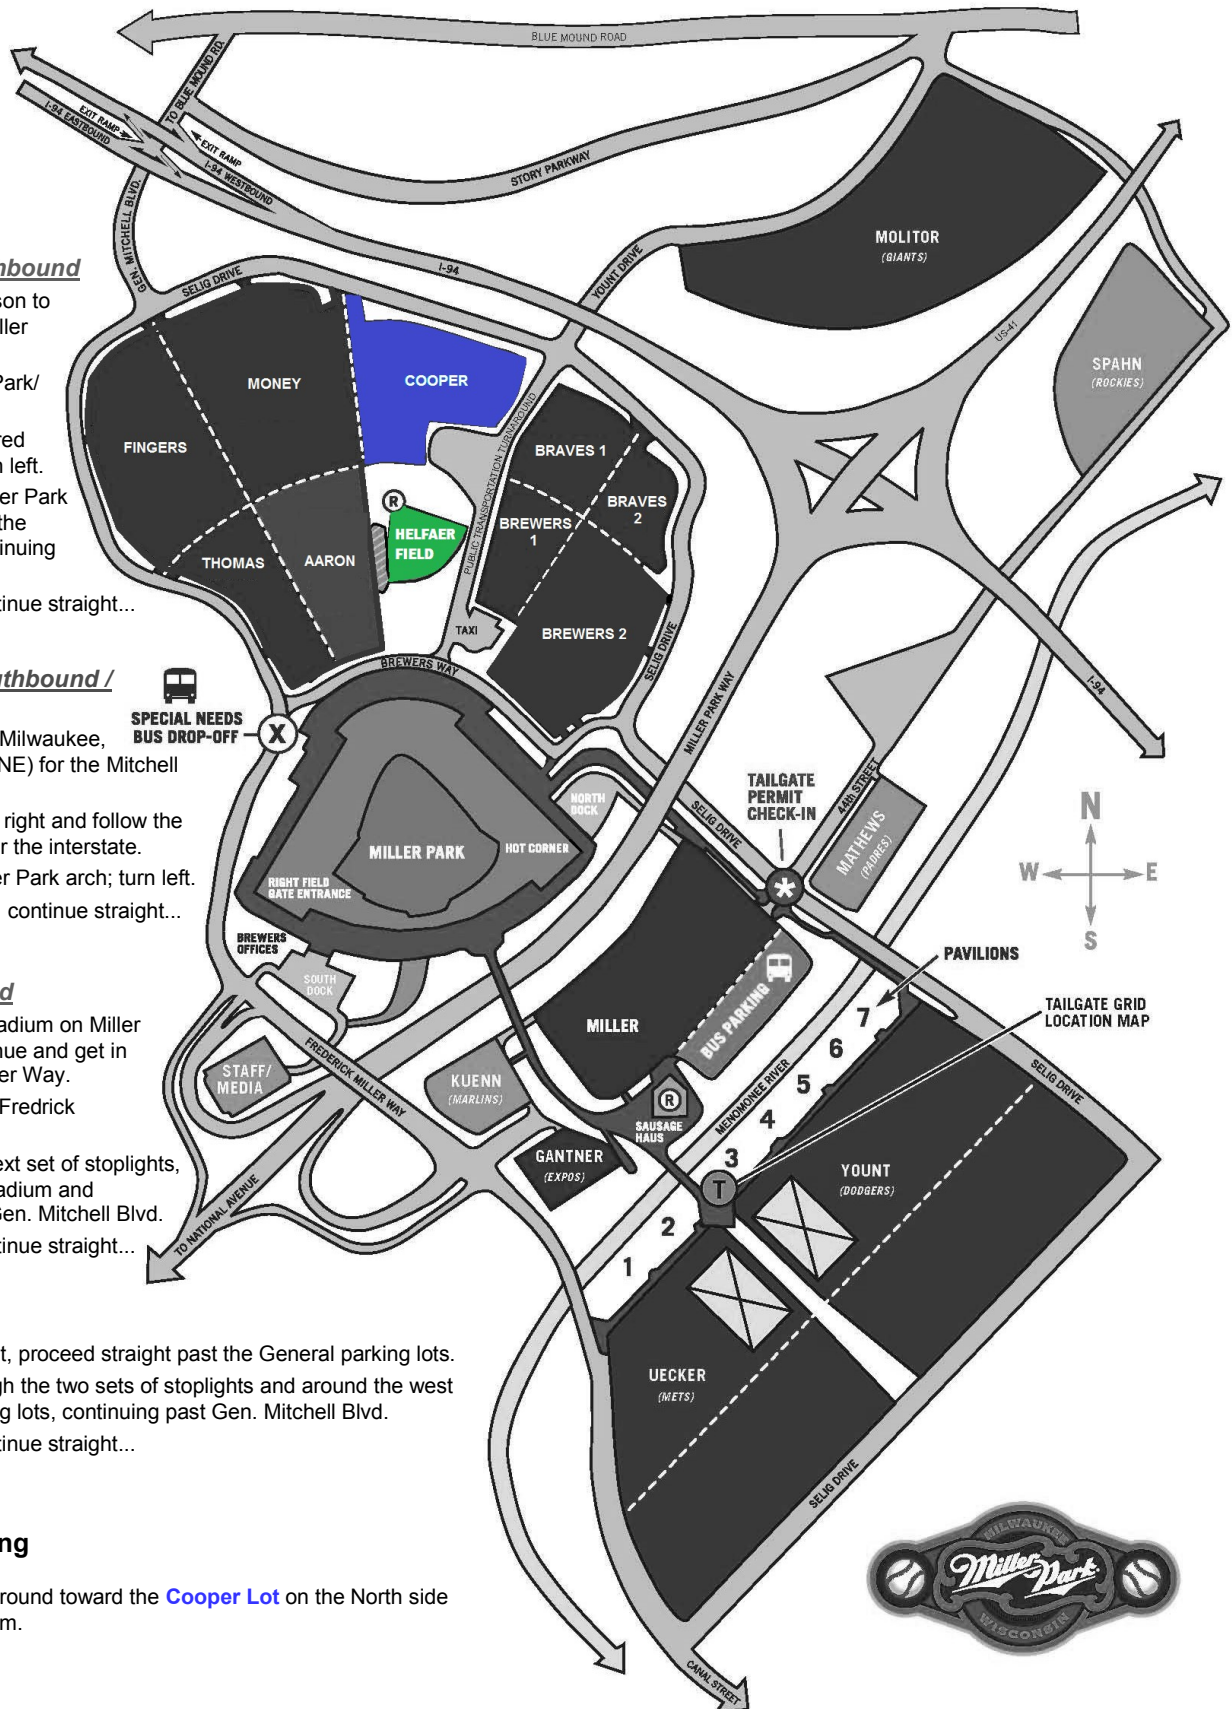 BLUE MOUND ROAD
TO BLUE MOUND RD.
I-94 EASTBOUND
EXIT RAMP
EXIT RAMP
I-94 WESTBOUND
STORY PARKWAY
GEN. MITCHELL BLVD.
SELIG DRIVE
I-94
YOUNT DRIVE
MOLITOR
(GIANTS)
US-41
SPAHN
(ROCKIES)
MONEY
COOPER
FINGERS
BRAVES 1
BRAVES
2
BREWERS
1
R
HELFAER
FIELD
PUBLIC TRANSPORTATION TURNAROUND
THOMAS
AARON
TAXI
BREWERS 2
BREWERS WAY
SELIG DRIVE
MILLER PARK WAY
I-94
nbound
son to
iller
Park/
red
n left.
er Park
the
tinuing
tinue straight...
uthbound /
SPECIAL NEEDS
BUS DROP-OFF
X
Milwaukee,
NE) for the Mitchell
right and follow the
er the interstate.
er Park arch; turn left.
continue straight...
MILLER PARK
HOT CORNER
NORTH
DOCK
RIGHT FIELD
GATE ENTRANCE
BREWERS
OFFICES
SOUTH
DOCK
SELIG DRIVE
TAILGATE
PERMIT
CHECK-IN
*
44th STREET
MATHEWS
(PADRES)
N
W
E
S
PAVILIONS
TAILGATE GRID
LOCATION MAP
d
adium on Miller
nue and get in
er Way.
Fredrick
ext set of stoplights,
adium and
Gen. Mitchell Blvd.
tinue straight...
STAFF/
MEDIA
FREDERICK MILLER WAY
KUENN
(MARLINS)
MILLER
BUS PARKING
R
SAUSAGE
HAUS
GANTNER
(EXPOS)
MENOMONEE RIVER
7
6
5
4
3
T
2
1
TO NATIONAL AVENUE
YOUNT
(DODGERS)
SELIG DRIVE
UECKER
(METS)
SELIG DRIVE
CANAL STREET
t, proceed straight past the General parking lots.
gh the two sets of stoplights and around the west
g lots, continuing past Gen. Mitchell Blvd.
tinue straight...
ng
round toward the Cooper Lot on the North side
m.
MILWAUKEE
Miller Park
WISCONSIN